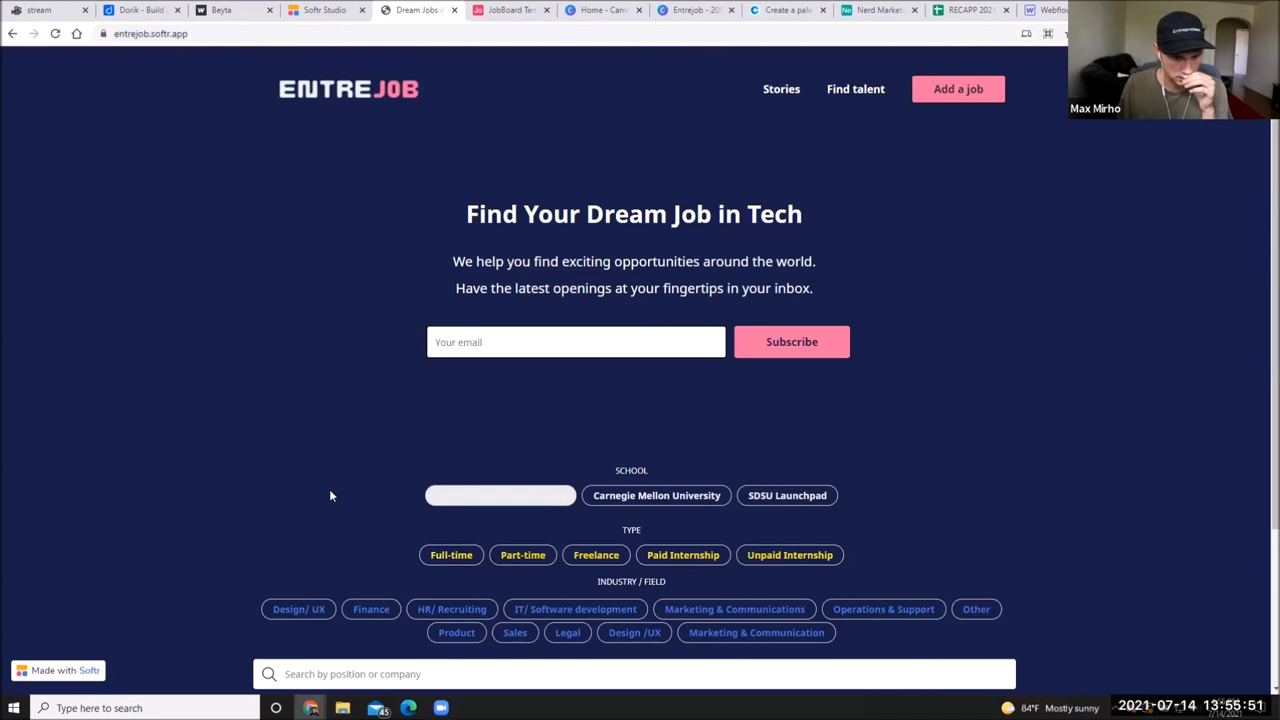 stream
Dorik - Build
Beyta
Softr Studio
Dream Jobs in
JobBoard Tem
Home - Canv
Entrejob - 20
Create a pale
Nerd Market
RECAPP 202
Webflow
entrejob.softr.app
Entrepreneur
Max Mirho
ENTREJOB
Stories
Find talent
Add a job
Find Your Dream Job in Tech
We help you find exciting opportunities around the world.
Have the latest openings at your fingertips in your inbox.
Your email
Subscribe
SCHOOL
Carnegie Mellon University
SDSU Launchpad
TYPE
Full-time
Part-time
Freelance
Paid Internship
Unpaid Internship
INDUSTRY / FIELD
Design/ UX
Finance
HR/ Recruiting
IT/ Software development
Marketing & Communications
Operations & Support
Other
Product
Sales
Legal
Design /UX
Marketing & Communication
Search by position or company
Made with Softr
Type here to search
45
84°F Mostly sunny
2021-07-14 13:55:51